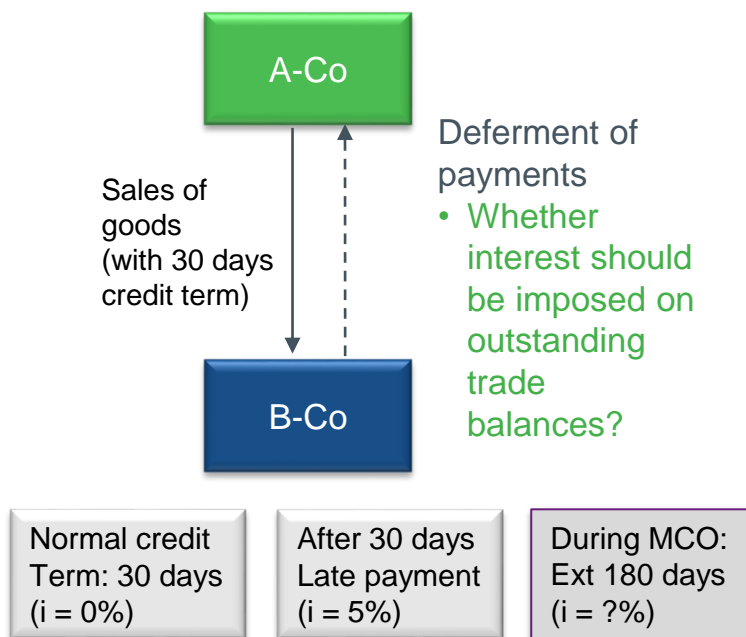 A-Co
Sales of
goods
(with 30 days
credit term)
Deferment of
payments
• Whether
interest should
be imposed on
outstanding
trade
balances?
B-Co
Normal credit
Term: 30 days
(i = 0%)
After 30 days
Late payment
(i = 5%)
During MCO:
Ext 180 days
(i = ?%)